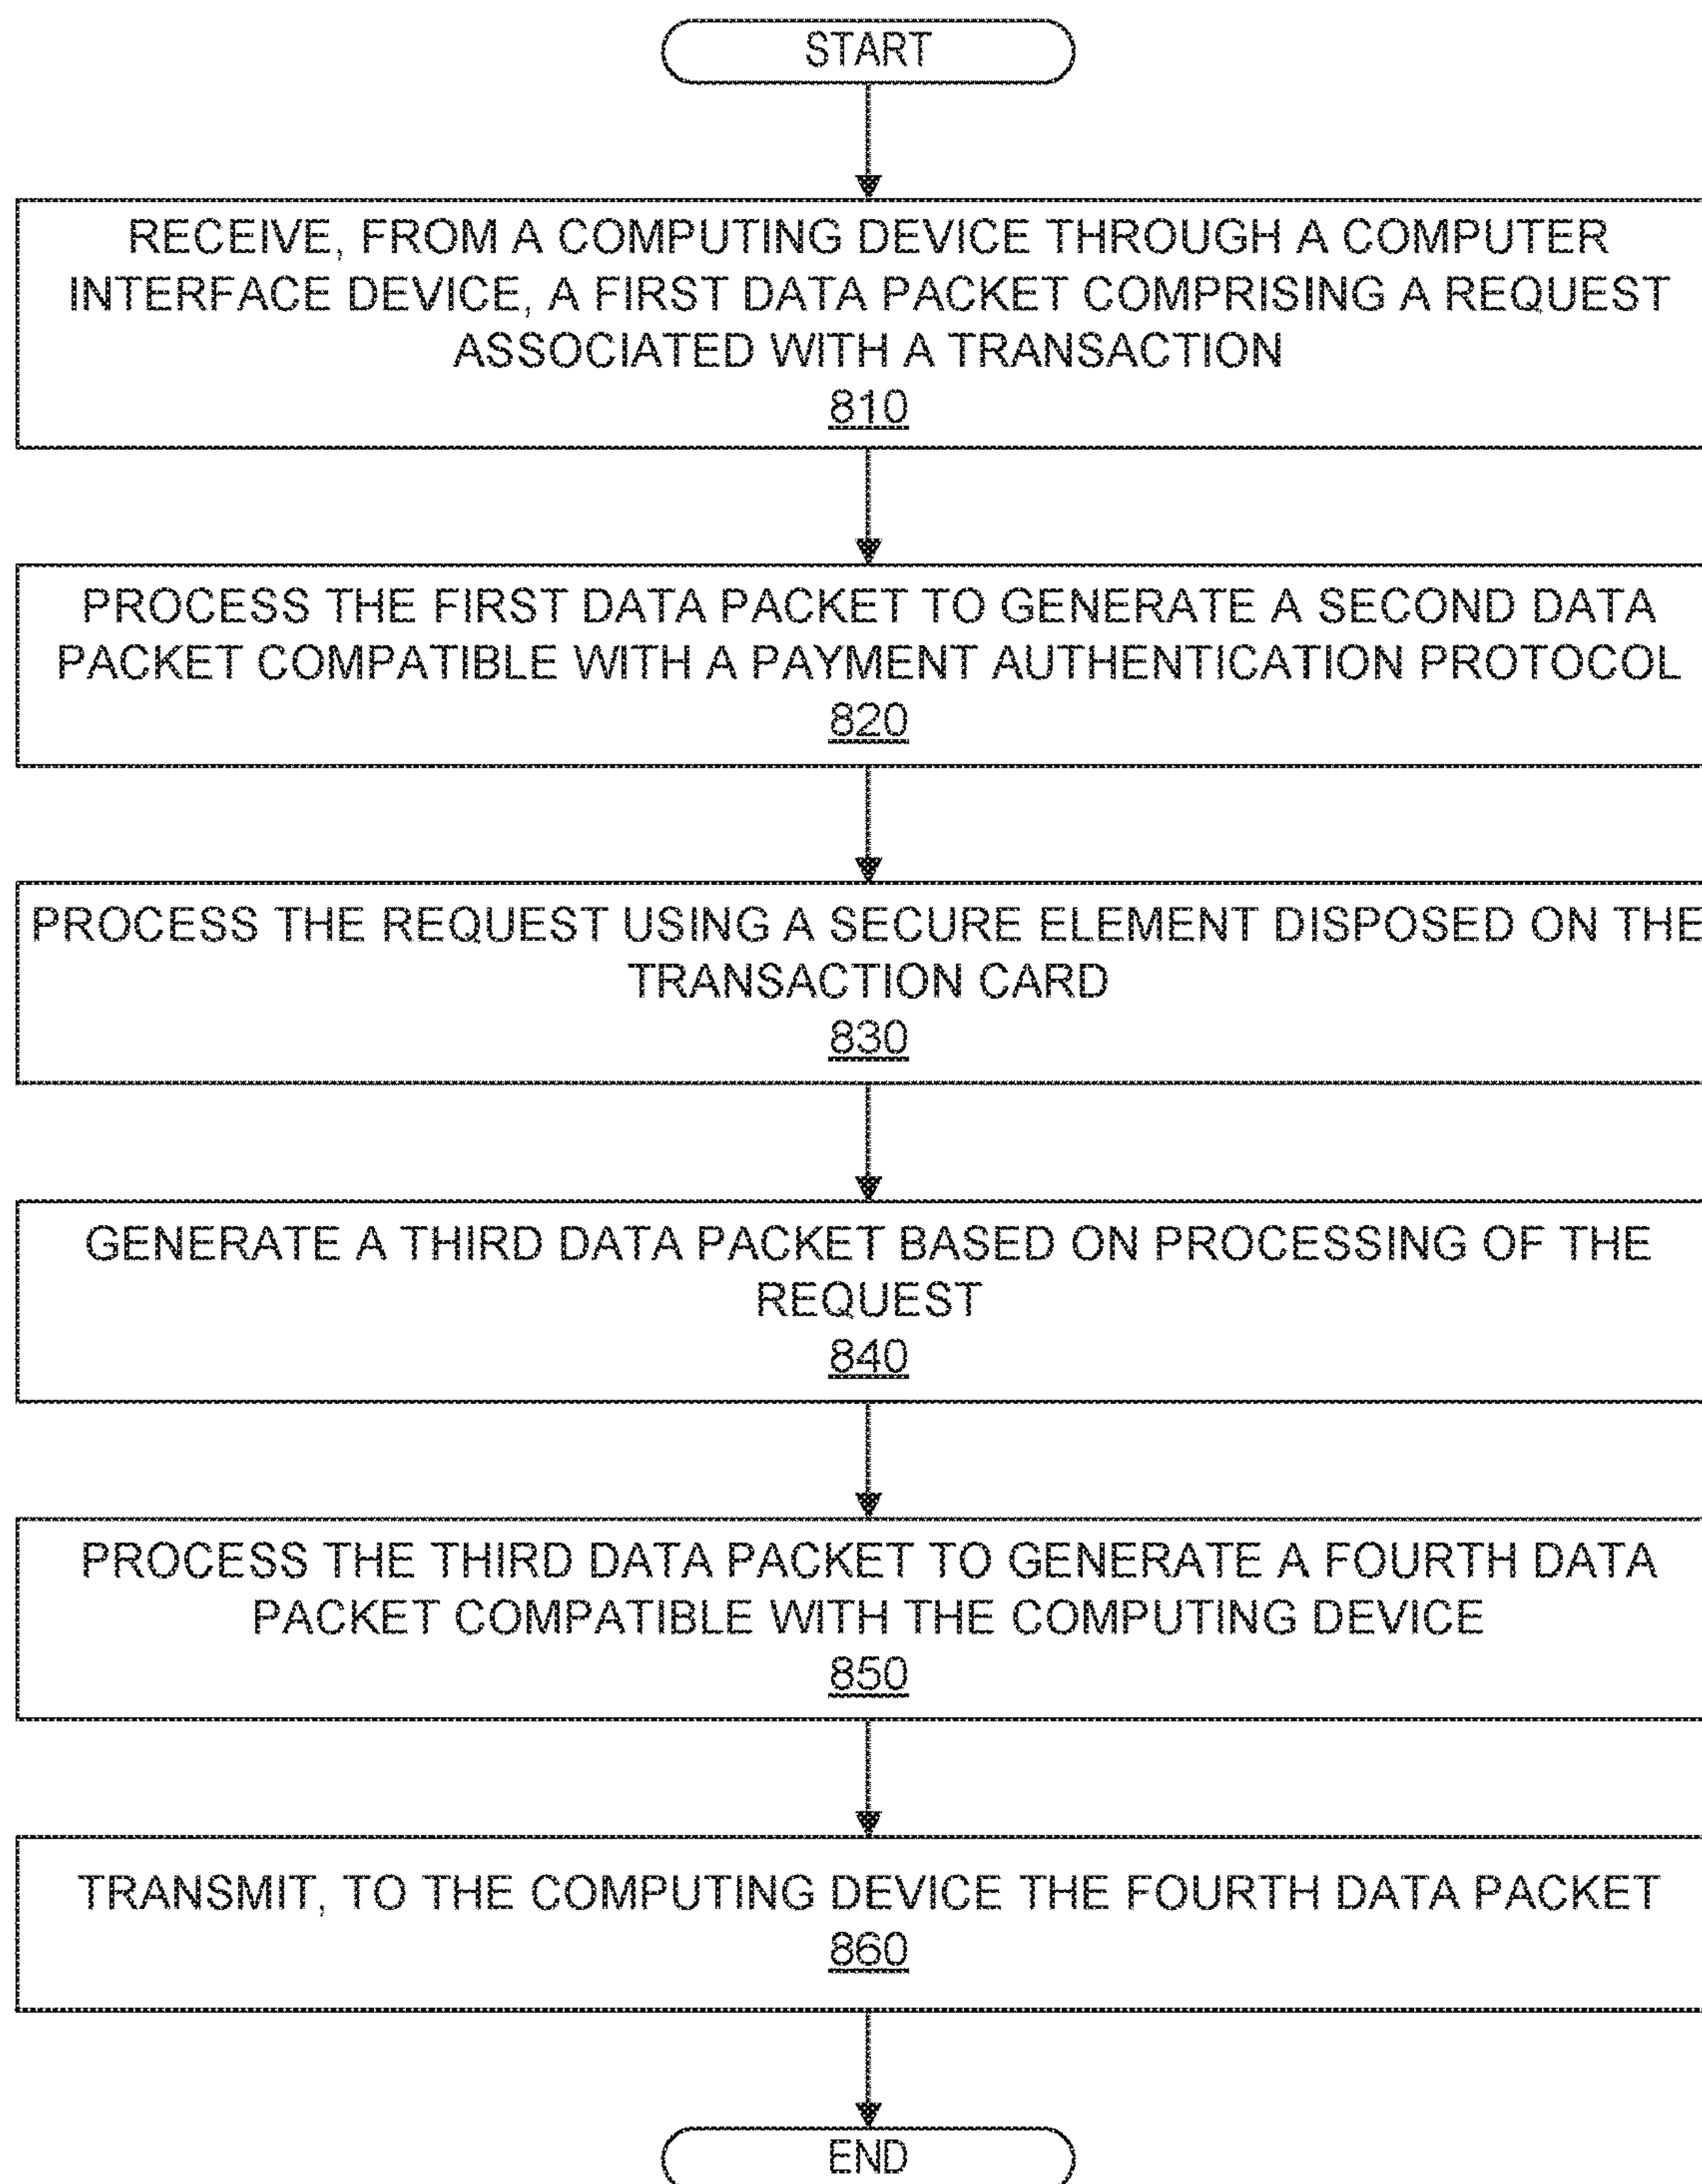 START
RECEIVE, FROM A COMPUTING DEVICE THROUGH A COMPUTER
INTERFACE DEVICE, A FIRST DATA PACKET COMPRISING A REQUEST
ASSOCIATED WITH A TRANSACTION
810
PROCESS THE FIRST DATA PACKET TO GENERATE A SECOND DATA
PACKET COMPATIBLE WITH A PAYMENT AUTHENTICATION PROTOCOL
820
PROCESS THE REQUEST USING A SECURE ELEMENT DISPOSED ON THE
TRANSACTION CARD
830
GENERATE A THIRD DATA PACKET BASED ON PROCESSING OF THE
REQUEST
840
PROCESS THE THIRD DATA PACKET TO GENERATE A FOURTH DATA
PACKET COMPATIBLE WITH THE COMPUTING DEVICE
850
TRANSMIT, TO THE COMPUTING DEVICE THE FOURTH DATA PACKET
860
END